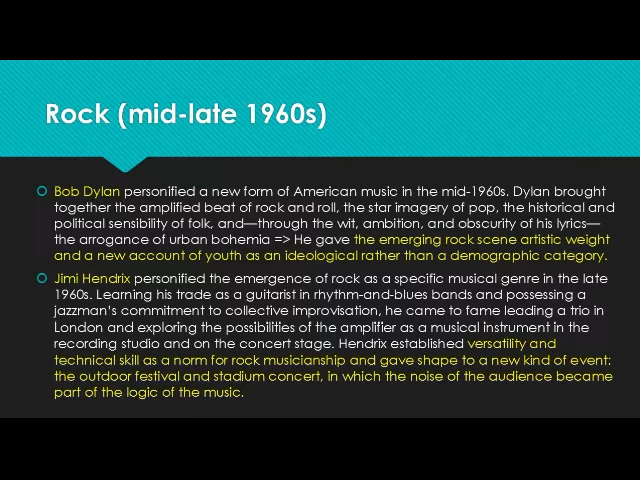 Rock (mid-late 1960s)
Bob Dylan personified a new form of American music in the mid-1960s. Dylan brought
together the amplified beat of rock and roll, the star imagery of pop, the historical and
political sensibility of folk, and—through the wit, ambition, and obscurity of his lyrics—
the arrogance of urban bohemia => He gave the emerging rock scene artistic weight
and a new account of youth as an ideological rather than a demographic category.
Jimi Hendrix personified the emergence of rock as a specific musical genre in the late
1960s. Learning his trade as a guitarist in rhythm-and-blues bands and possessing a
jazzman's commitment to collective improvisation, he came to fame leading a trio in
London and exploring the possibilities of the amplifier as a musical instrument in the
recording studio and on the concert stage. Hendrix established versatility and
technical skill as a norm for rock musicianship and gave shape to a new kind of event:
the outdoor festival and stadium concert, in which the noise of the audience became
part of the logic of the music.